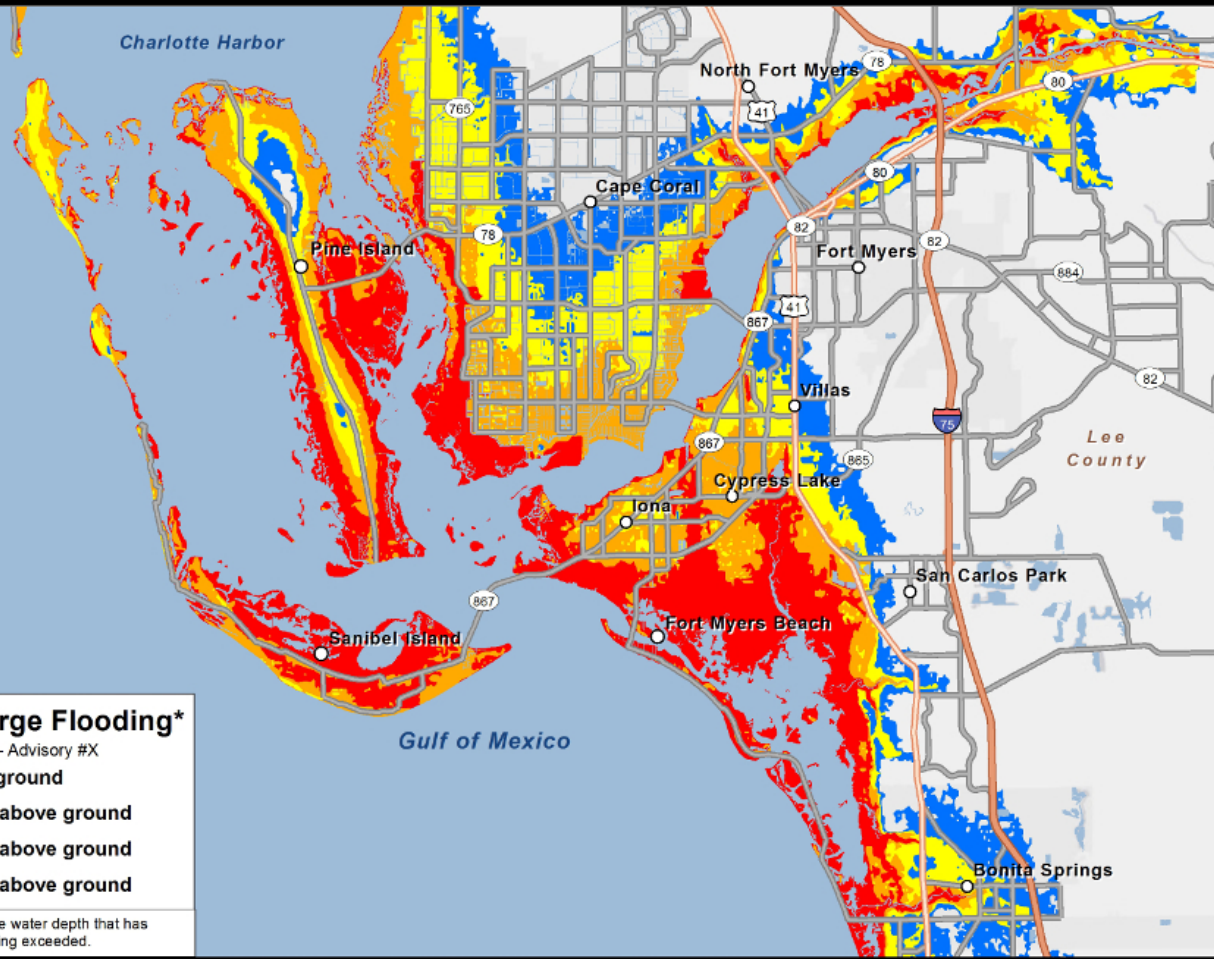 Charlotte Harbor
North Fort Myers
78
80
41
765
80
Cape Coral
78
82
82
Pine Island
Fort Myers
884
41
867
82
Villas
75
867
Lee
County
865
Cypress Lake
Iona
San Carlos Park
867
Fort Myers Beach
Sanibel Island
rge Flooding*
- Advisory #X
ground
above ground
above ground
above ground
e water depth that has
ing exceeded.
Gulf of Mexico
Bonita Springs